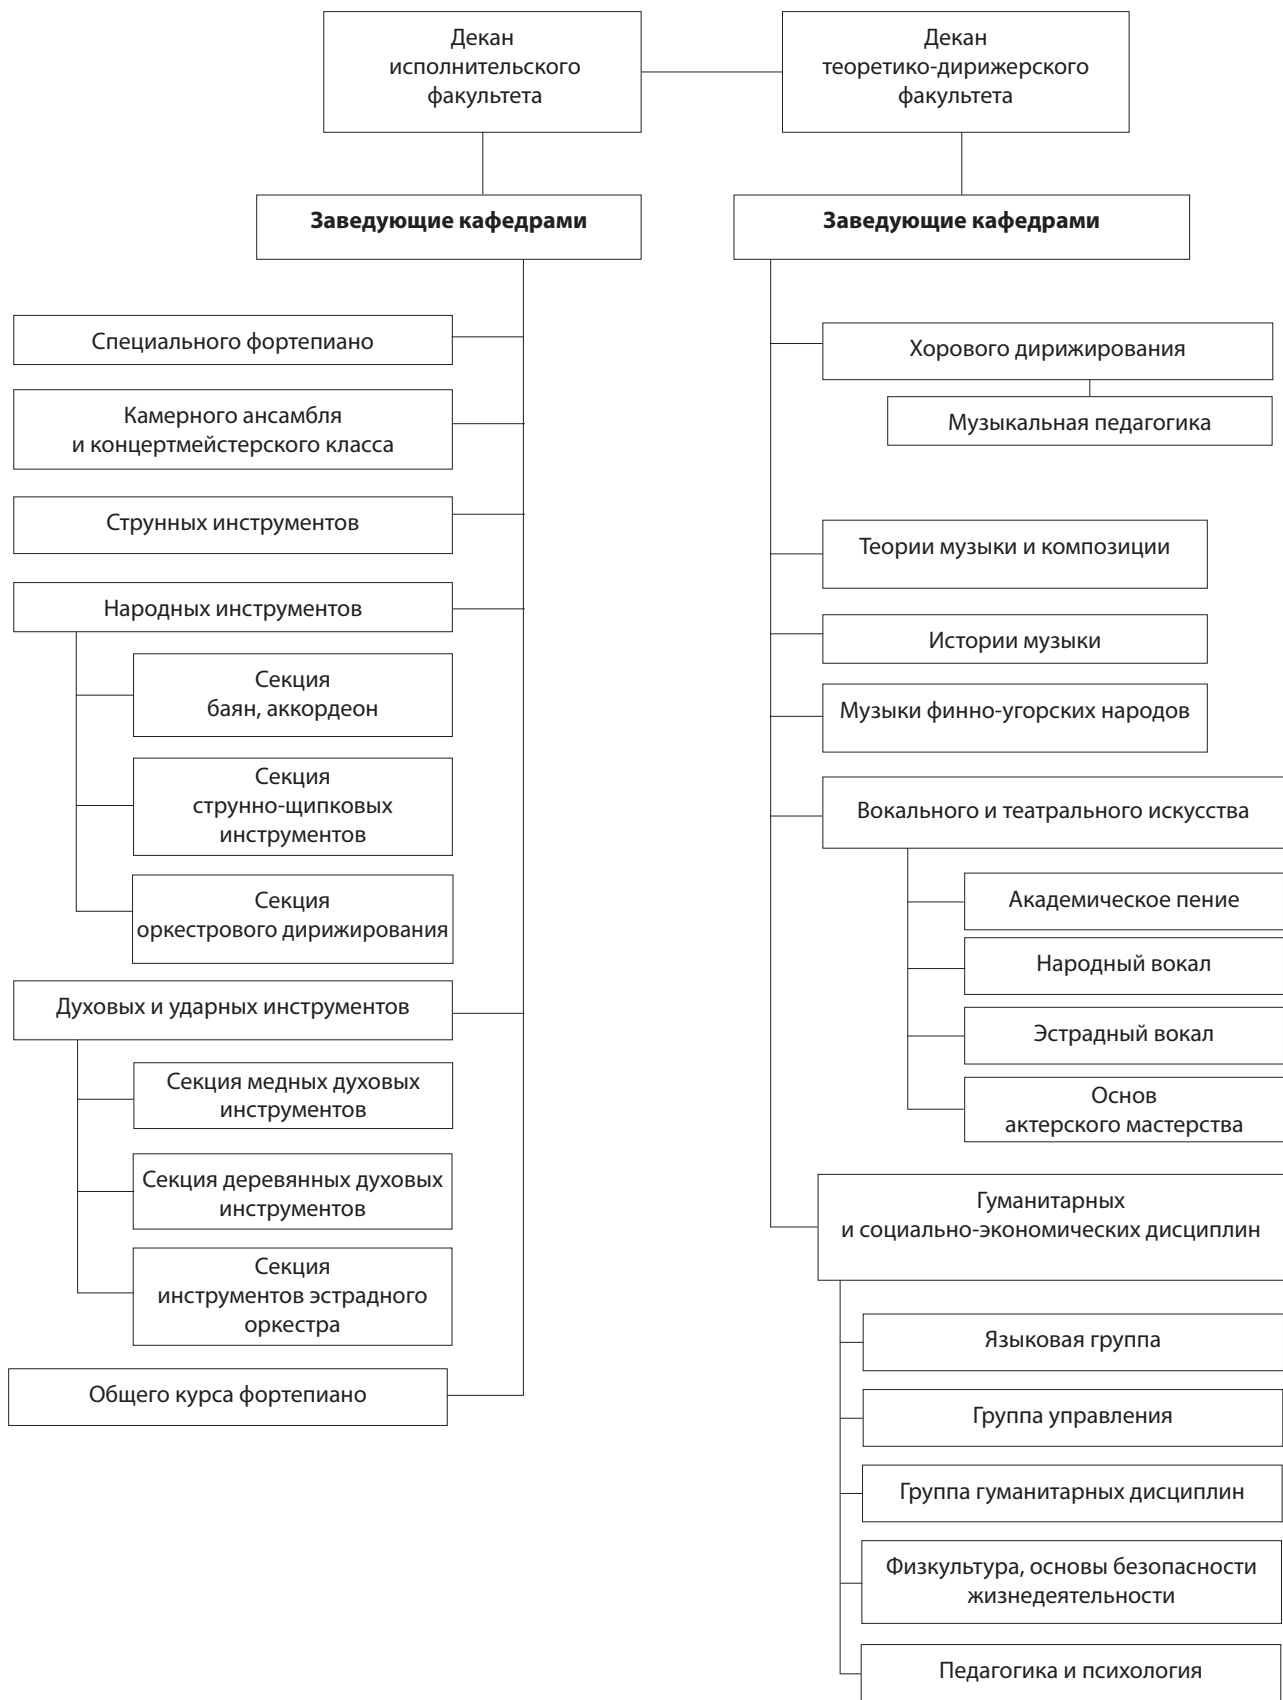 Декан
исполнительского
факультета
Декан
теоретико-дирижерского
факультета
Заведующие кафедрами
Специального фортепиано
Камерного ансамбля
и концертмейстерского класса
Струнных инструментов
Народных инструментов
Секция
баян, аккордеон
Секция
струнно-щипковых
инструментов
Секция
оркестрового дирижирования
Духовых и ударных инструментов
Секция медных духовых
инструментов
Секция деревянных духовых
инструментов
Секция
инструментов эстрадного
оркестра
Общего курса фортепиано
Заведующие кафедрами
Хорового дирижирования
Музыкальная педагогика
Теории музыки и композиции
Истории музыки
Музыки финно-угорских народов
Вокального и театрального искусства
Академическое пение
Народный вокал
Эстрадный вокал
Основ
актерского мастерства
Гуманитарных
и социально-экономических дисциплин
Языковая группа
Группа управления
Группа гуманитарных дисциплин
Физкультура, основы безопасности
жизнедеятельности
Педагогика и психология